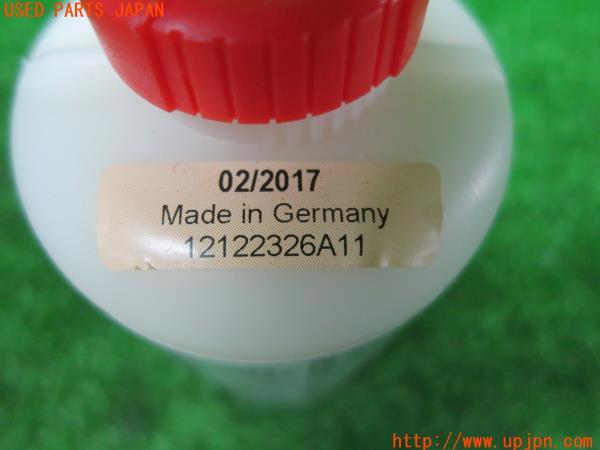 USED PARTS JAPAN
02/2017
Made in Germany
12122326A11
http://www.upjpn.com